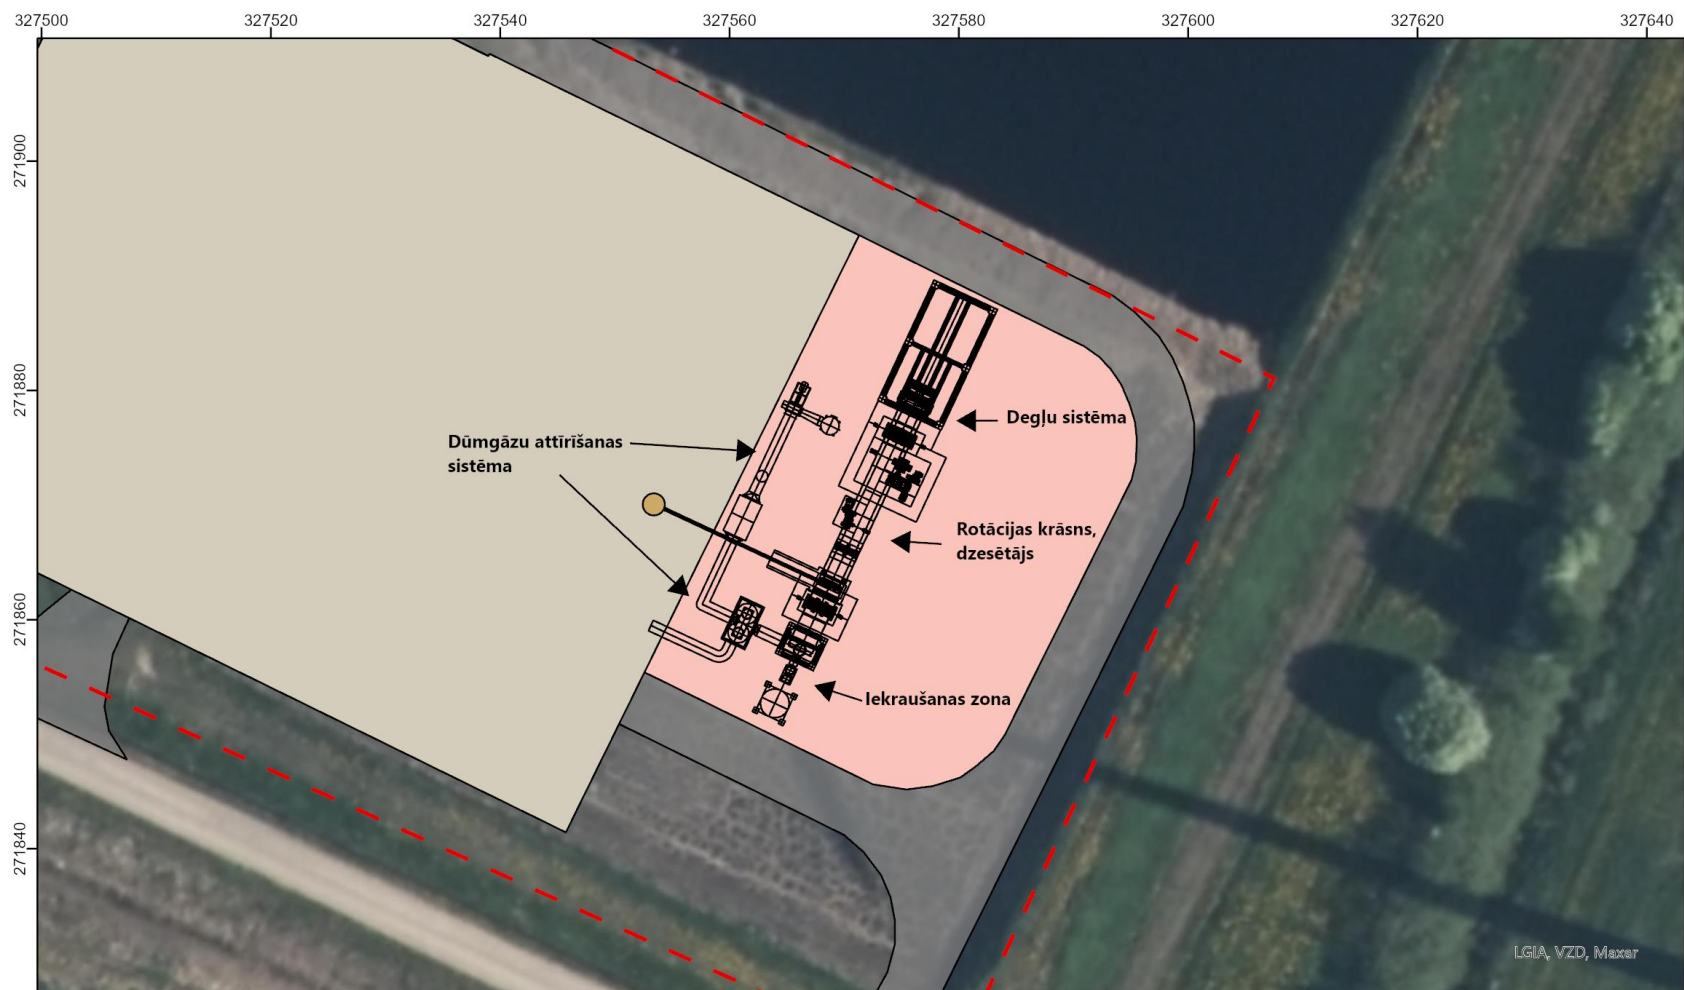 327500 327520 327540 327560 327580 327600 327620 327640
271900
271880
271860
271840
Degļu sistēma
Dūmgāzu attīrīšanas
sistēma
Rotācijas krāsns,
dzesētājs
Iekraušanas zona
LGIA, VZD, Maxar